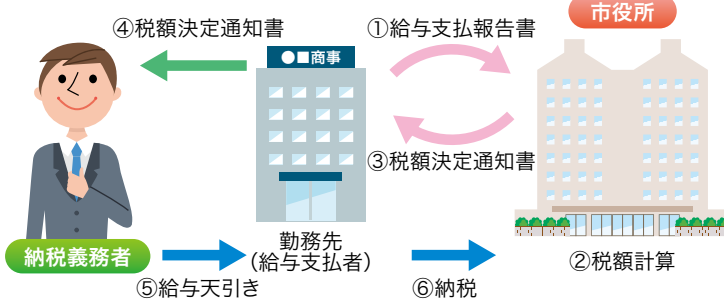 市役所
④税額決定通知書
①給与支払報告書
●■商事
③税額決定通知書
納税義務者
勤務先
(給与支払者)
②税額計算
⑤給与天引き
⑥納税